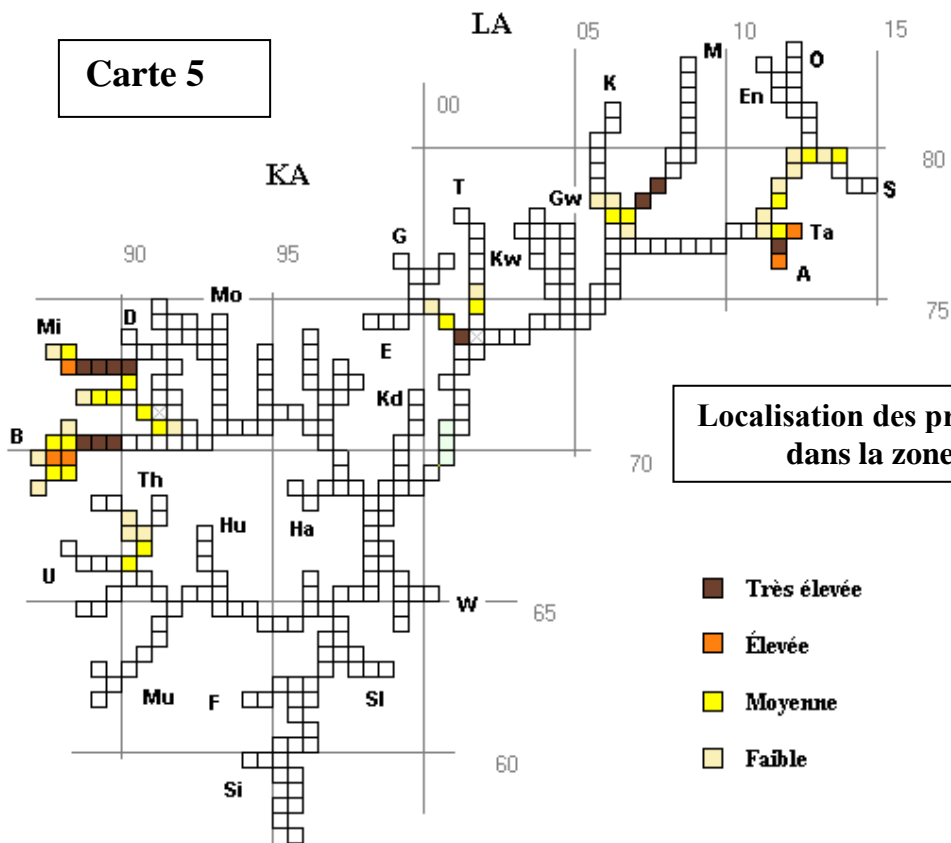 LA
05
10
15
Carte 5
M
O
K
En
00
80
KA
T
Gw
S
G
Kw
Ta
90
95
A
Mo
75
Mi
D
E
Kd
Localisation des pr
dans la zone
B
70
Th
Hu
Ha
U
Très élevée
W
65
Élevée
Mu
F
Sl
Moyenne
60
Faible
Si